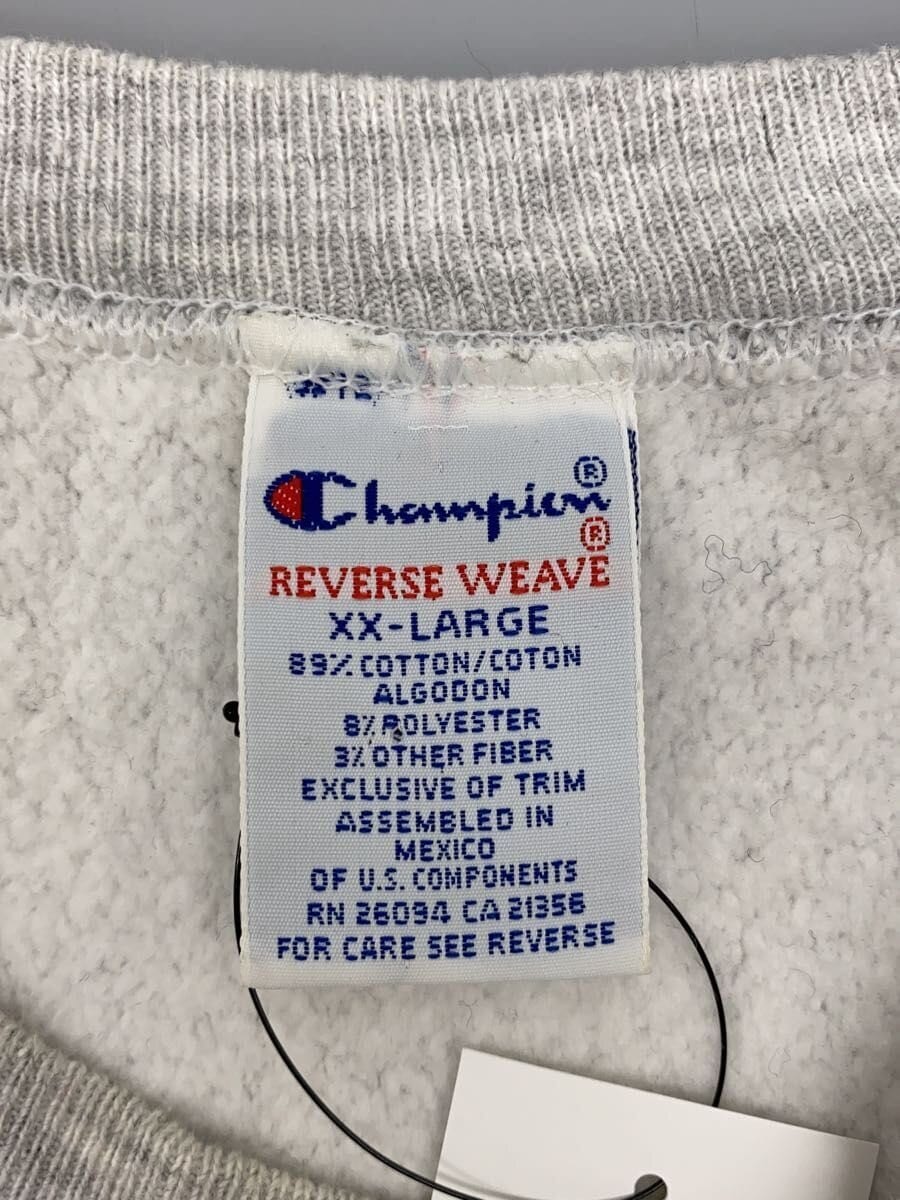 Champion®
®
REVERSE WEAVE
XX-LARGE
89% COTTON/COTON
ALGODON
8% POLYESTER
3% OTHER FIBER
EXCLUSIVE OF TRIM
ASSEMBLED IN
MEXICO
OF U.S. COMPONENTS
RN 26094 CA 21356
FOR CARE SEE REVERSE